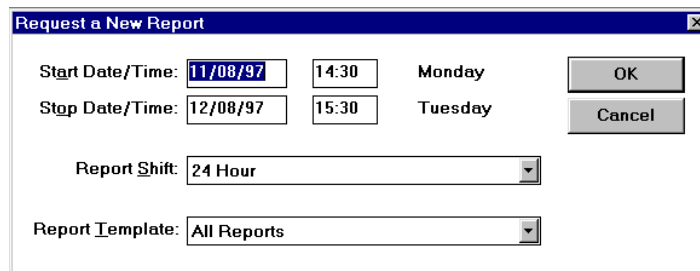 Request a New Report
Start Date/Time: 11/08/97 14:30 Monday
OK
Stop Date/Time: 12/08/97 15:30 Tuesday
Cancel
Report Shift: 24 Hour
Report Template: All Reports